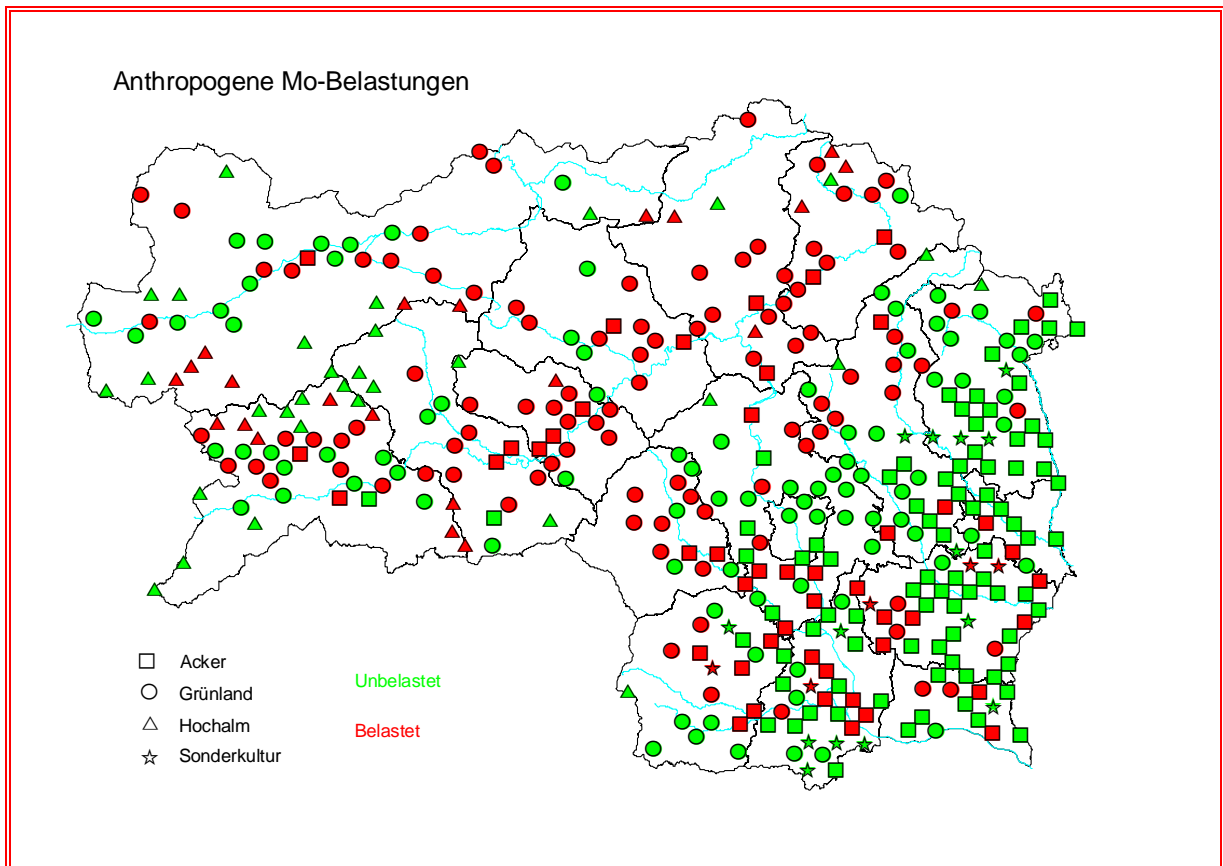 Anthropogene Mo-Belastungen
Acker
Grünland
Hochalm
Sonderkultur
Unbelastet
Belastet